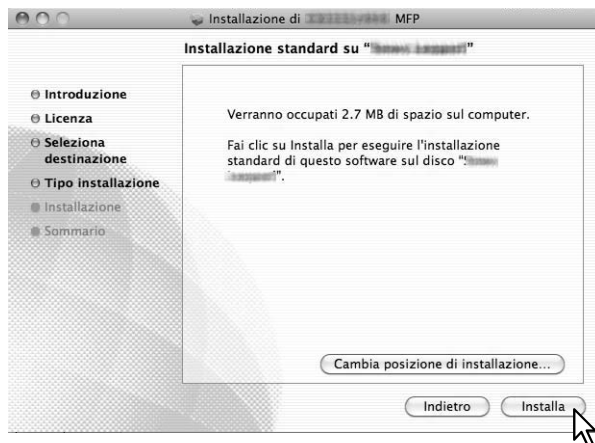 Installazione di MFP
Installazione standard su “ ”
Introduzione
Licenza
Seleziona
destinazione
Tipo installazione
Installazione
Sommario
Verranno occupati 2.7 MB di spazio sul computer.
Fai clic su Installa per eseguire l'installazione
standard di questo software sul disco "
".
Cambia posizione di installazione...
Indietro
Installa